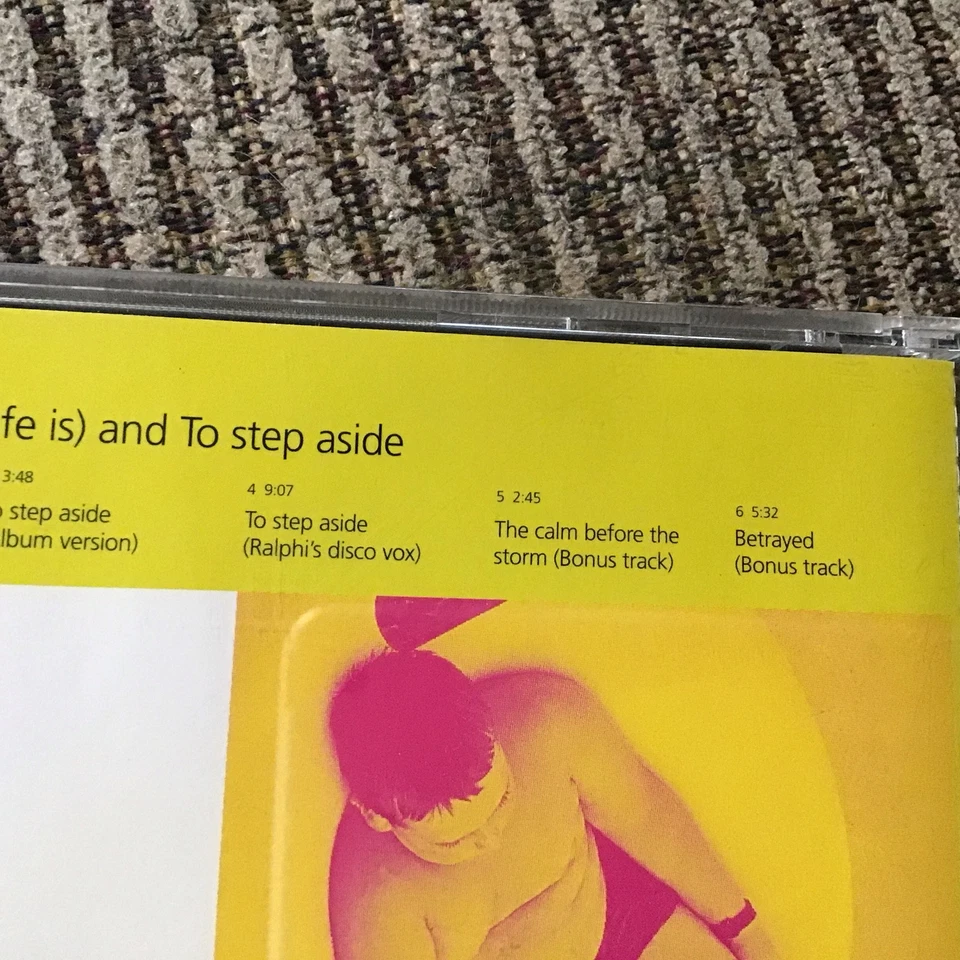 fe is) and To step aside
3:48
o step aside
lbum version)
4 9:07
To step aside
(Ralphi's disco vox)
5 2:45
The calm before the
storm (Bonus track)
6 5:32
Betrayed
(Bonus track)